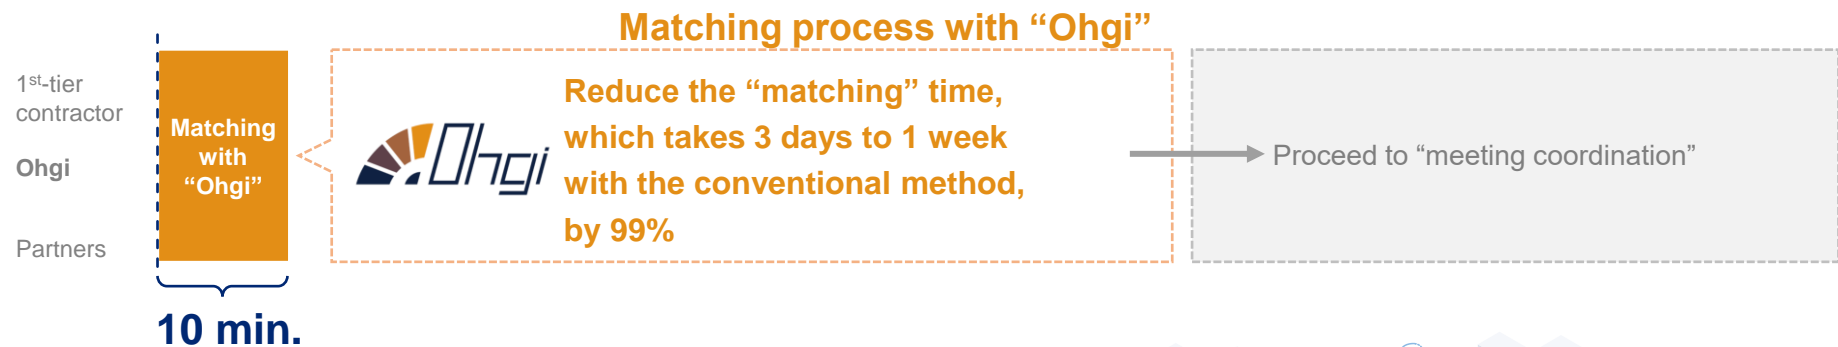 Matching process with “Ohgi”
1st-tier
contractor
Ohgi
Partners
Matching
with
“Ohgi”
10 min.
Ohgi
Reduce the “matching” time,
which takes 3 days to 1 week
with the conventional method,
by 99%
Proceed to “meeting coordination”